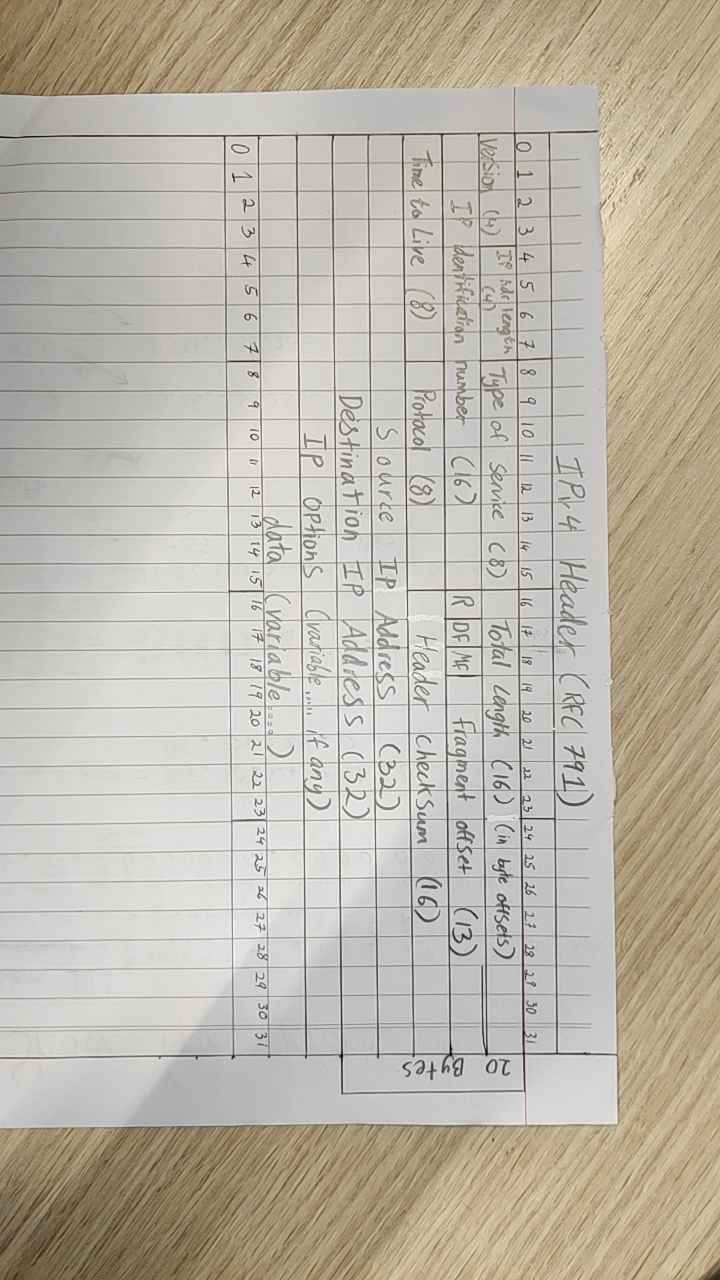 IPv4 Header (RFC 791)
0 1 2 3 4 5 6 7 8 9 10 11 12 13 14 15 16 17 18 19 20 21 22 23 24 25 26 27 28 29 30 31
Version (4) IP hdr length (4) Type of Service (8) Total Length (16) (in byte offsets)
IP identification number (16) R DF MF fragment offset (13)
Time to Live (8) Protocol (8) Header checksum (16)
Source IP Address (32)
Destination IP Address (32)
IP options (variable..... if any)
data (variable....)
0 1 2 3 4 5 6 7 8 9 10 11 12 13 14 15 16 17 18 19 20 21 22 23 24 25 26 27 28 29 30 31
20 Bytes